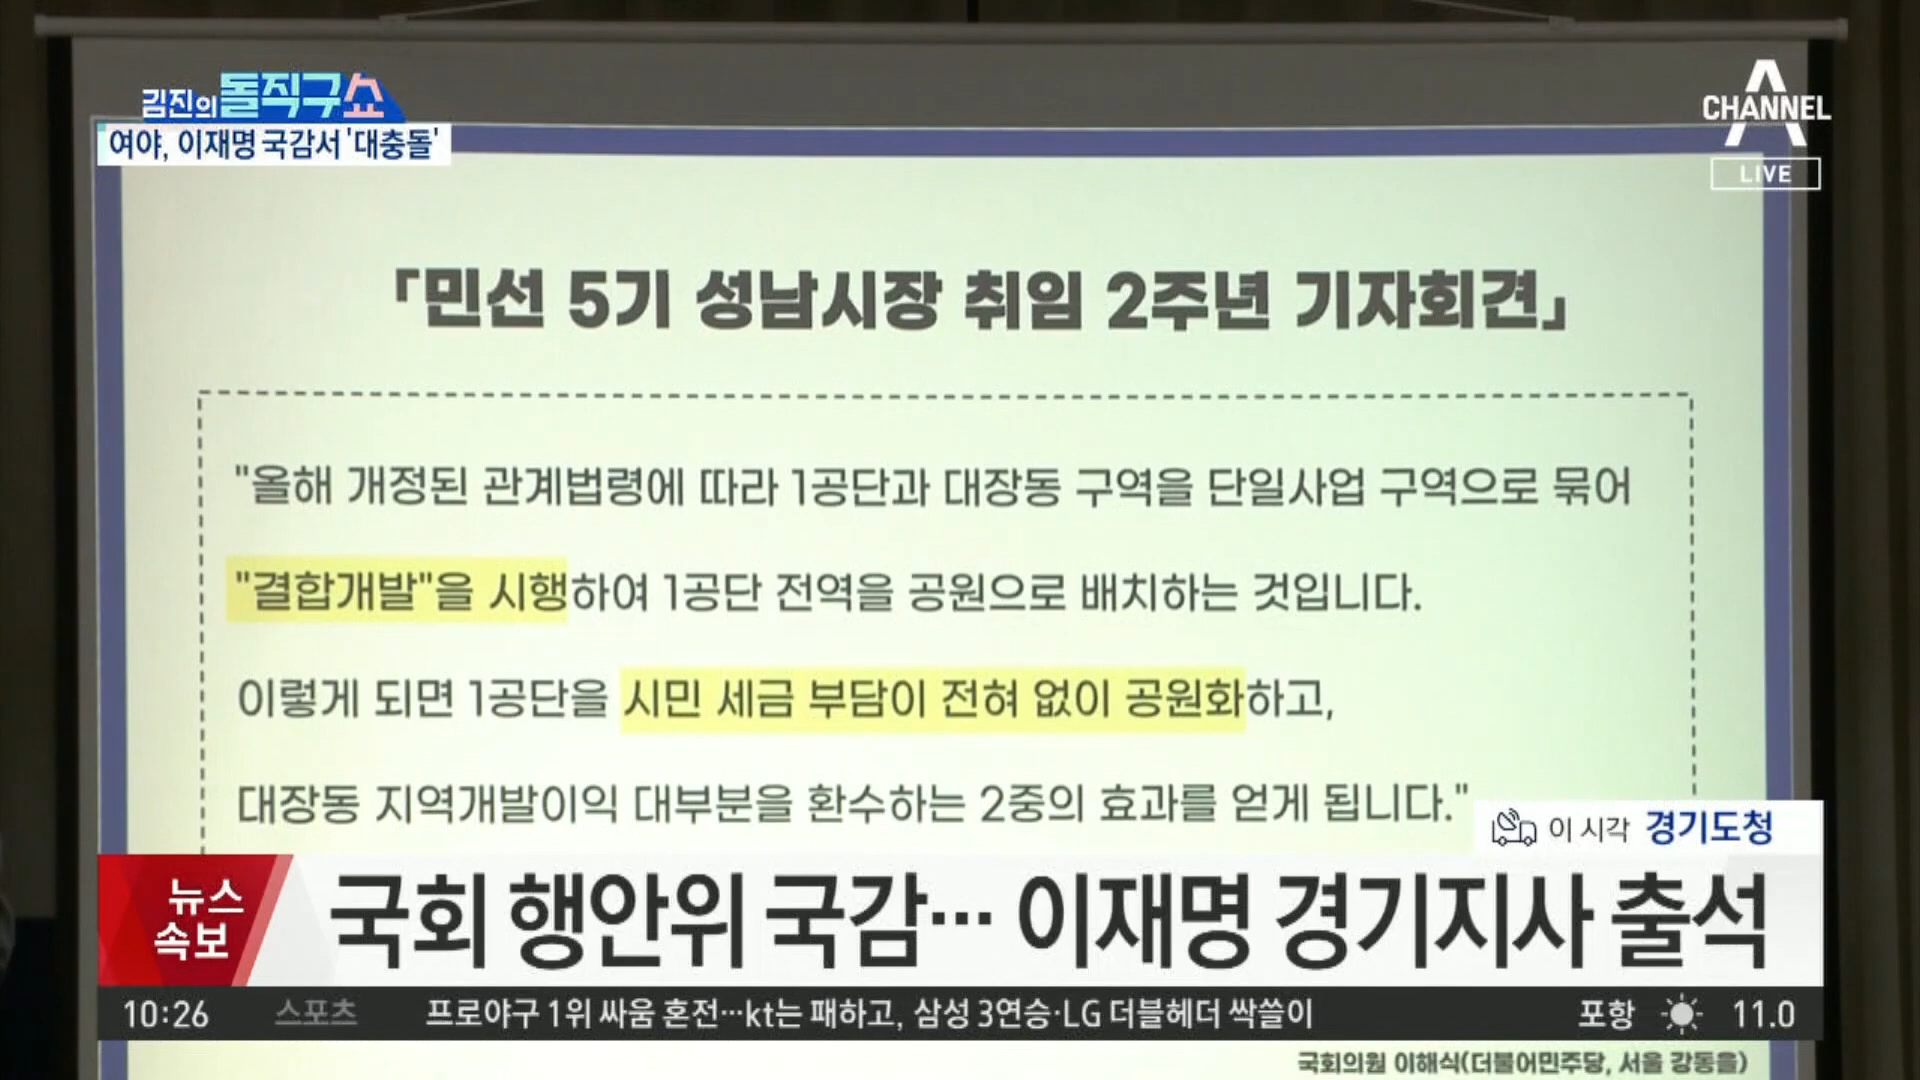 김진의 돌직구쇼
여야, 이재명 국감서 '대충돌'
CHANNEL A
LIVE
「민선 5기 성남시장 취임 2주년 기자회견」
"올해 개정된 관계법령에 따라 1공단과 대장동 구역을 단일사업 구역으로 묶어
"결합개발"을 시행하여 1공단 전역을 공원으로 배치하는 것입니다.
이렇게 되면 1공단을 시민 세금 부담이 전혀 없이 공원화하고,
대장동 지역개발이익 대부분을 환수하는 2중의 효과를 얻게 됩니다."
이 시각 경기도청
뉴스
속보
국회 행안위 국감… 이재명 경기지사 출석
10:26 스포츠 프로야구 1위 싸움 혼전…kt는 패하고, 삼성 3연승·LG 더블헤더 싹쓸이 포항 11.0
국회의원 이해식(더불어민주당, 서울 강동을)